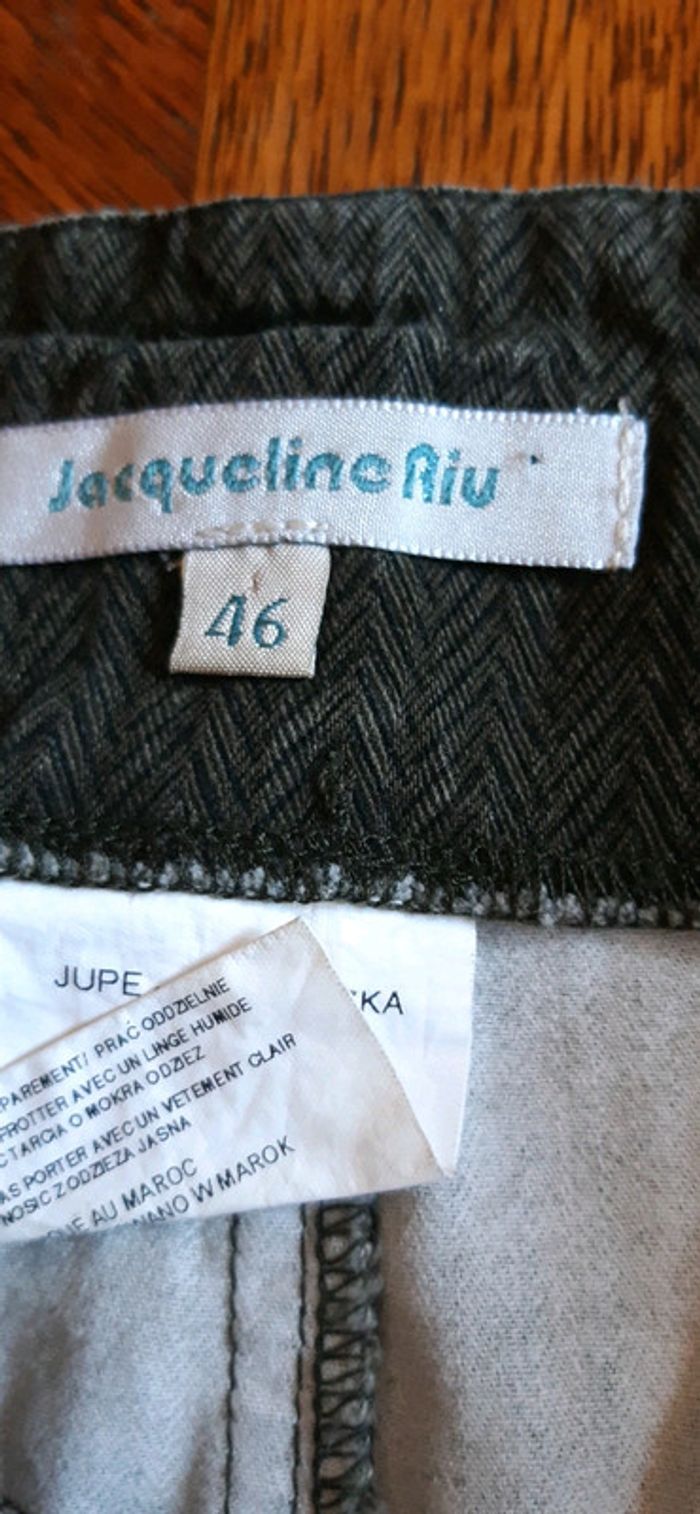 Jacqueline Riu
46
JUPE
KA
PAREMENT/ PRAĆ ODDZIELNIE
FROTTER AVEC UN LINGE HUMIDE
TARCIA O MOKRA ODZIEZ
AS PORTER AVEC UN VETEMENT CLAIR
NOSIC Z ODZIEZA JASNA
AU MAROC
NANO W MAROK